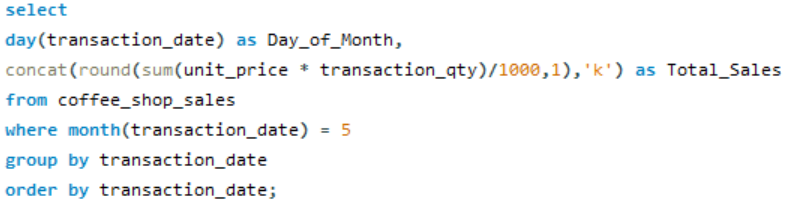 select
day(transaction_date) as Day_of_Month,
concat(round(sum(unit_price * transaction_qty)/1000,1),'k') as Total_Sales
from coffee_shop_sales
where month(transaction_date) = 5
group by transaction_date
order by transaction_date;